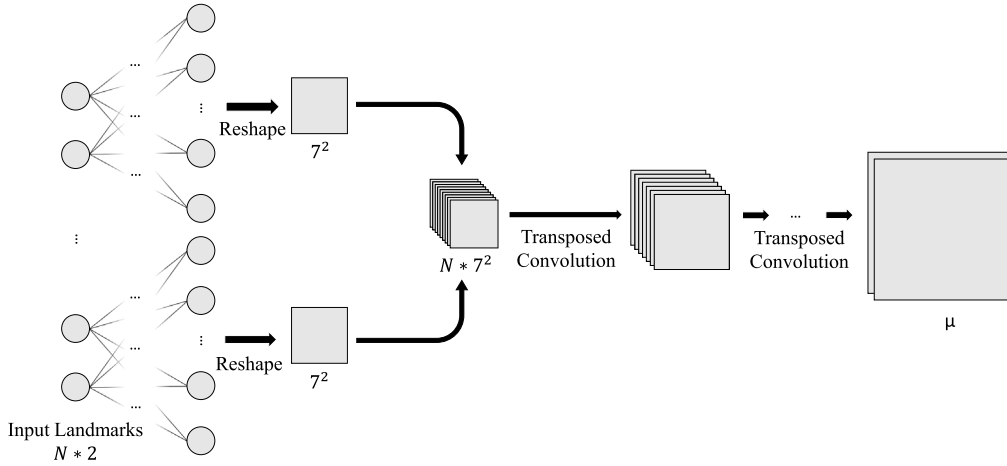 Reshape
7²
Input Landmarks
N * 2
Reshape
7²
N * 7²
Transposed
Convolution
...
Transposed
Convolution
μ